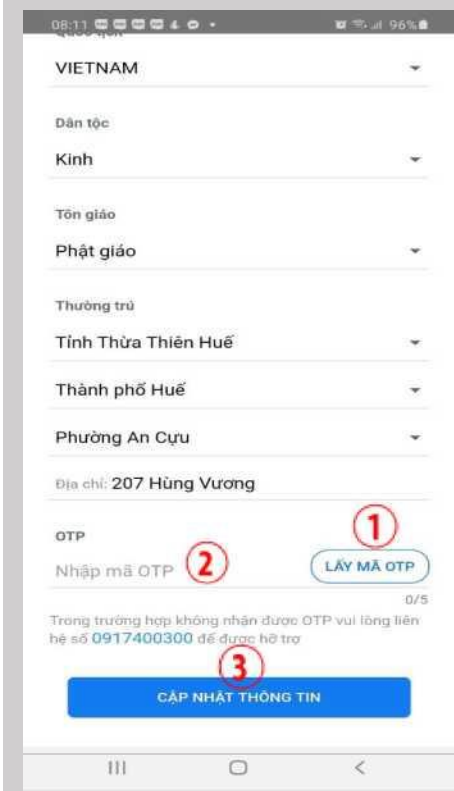 08:11
96%
Quốc tịch
VIETNAM
Dân tộc
Kinh
Tôn giáo
Phật giáo
Thường trú
Tỉnh Thừa Thiên Huế
Thành phố Huế
Phường An Cựu
Địa chỉ: 207 Hùng Vương
1
OTP
Nhập mã OTP 2 LẤY MÃ OTP
0/5
Trong trường hợp không nhận được OTP vui lòng liên
hệ số 0917400300 để được hỗ trợ
3
CẬP NHẬT THÔNG TIN